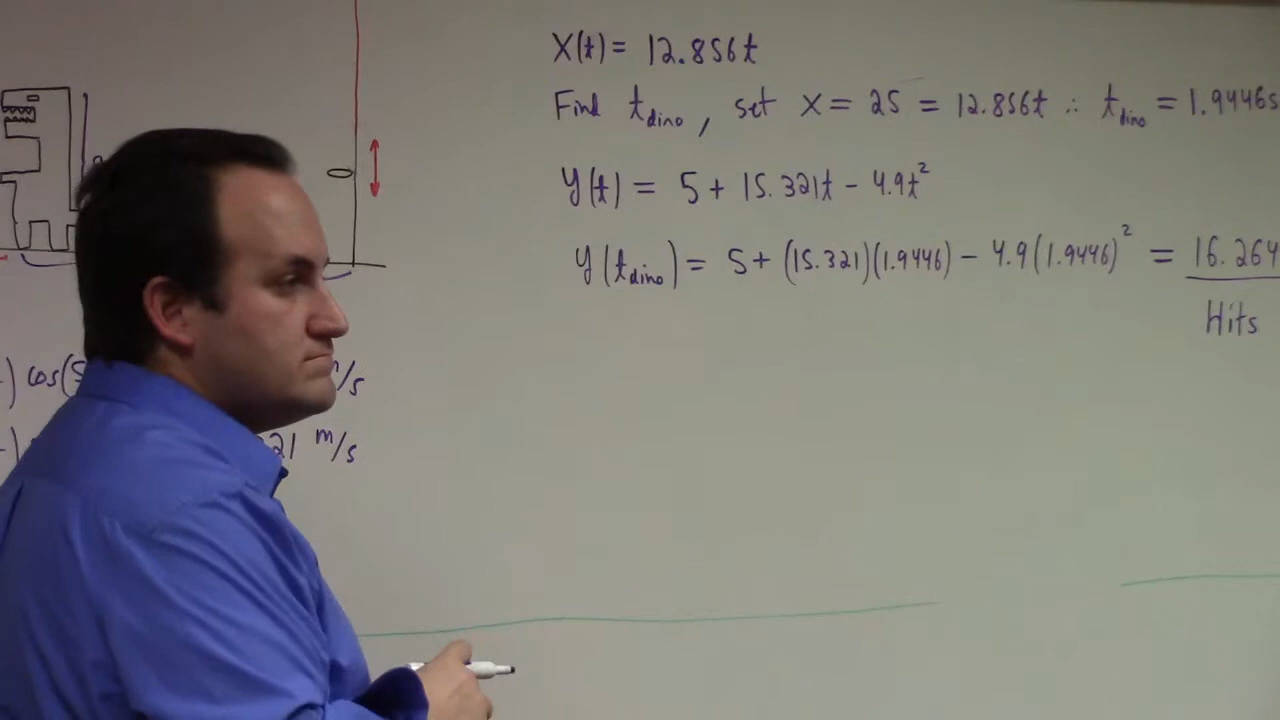 X(t) = 12.856t
Find t_dino, set X = 25 = 12.856t ∴ t_dino = 1.9446s
y(t) = 5 + 15.321t - 4.9t²
y(t_dino) = 5 + (15.321)(1.9446) - 4.9(1.9446)² = 16.264
Hits
) cos(5 m/s
21 m/s